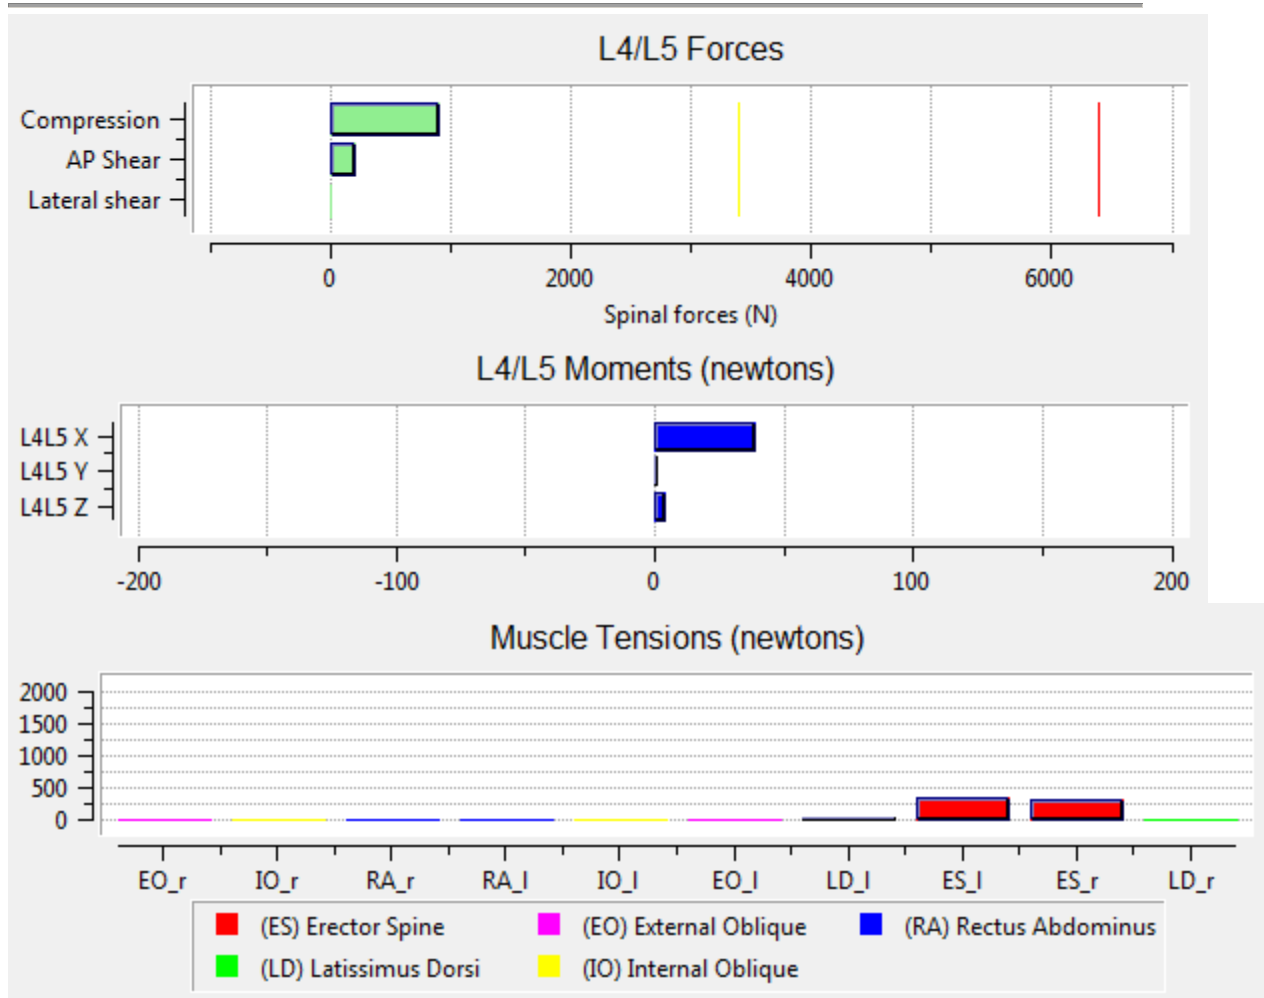 L4/L5 Forces
Compression
AP Shear
Lateral shear
0 2000 4000 6000
Spinal forces (N)
L4/L5 Moments (newtons)
L4L5 X
L4L5 Y
L4L5 Z
-200 -100 0 100 200
Muscle Tensions (newtons)
2000
1500
1000
500
0
EO_r IO_r RA_r RA_l IO_l EO_l LD_l ES_l ES_r LD_r
(ES) Erector Spine (EO) External Oblique (RA) Rectus Abdominus
(LD) Latissimus Dorsi (IO) Internal Oblique